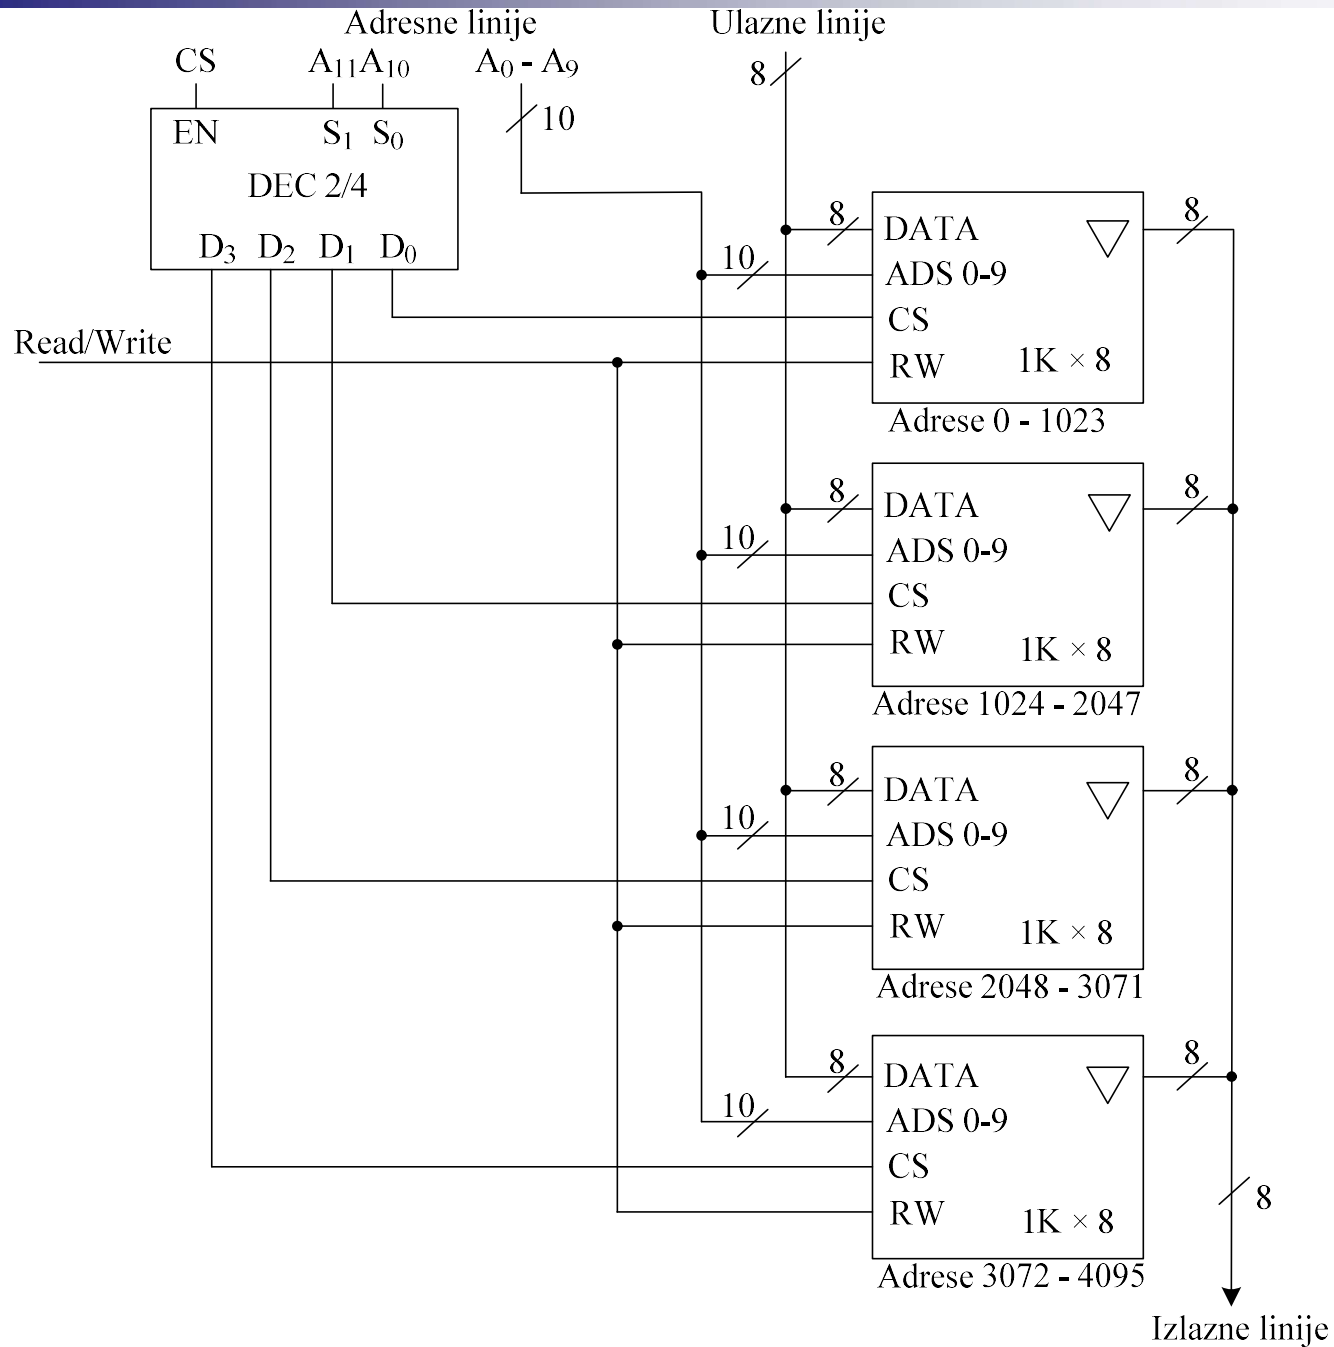 Adresne linije
Ulazne linije
CS
A₁₁ A₁₀
A₀ - A₉
8
10
EN
S₁ S₀
DEC 2/4
D₃ D₂ D₁ D₀
Read/Write
8
DATA
8
10
ADS 0-9
CS
RW
1K × 8
Adrese 0 - 1023
8
DATA
8
10
ADS 0-9
CS
RW
1K × 8
Adrese 1024 - 2047
8
DATA
8
10
ADS 0-9
CS
RW
1K × 8
Adrese 2048 - 3071
8
DATA
8
10
ADS 0-9
CS
RW
1K × 8
Adrese 3072 - 4095
8
Izlazne linije